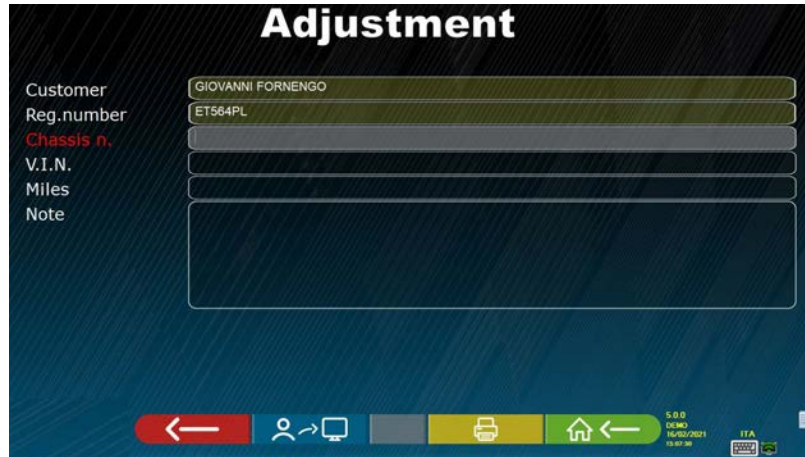 Adjustment
Customer GIOVANNI FORNENGO
Reg.number ET564PL
Chassis n.
V.I.N.
Miles
Note
5.0.0
DEMO
16/02/2021
ITA